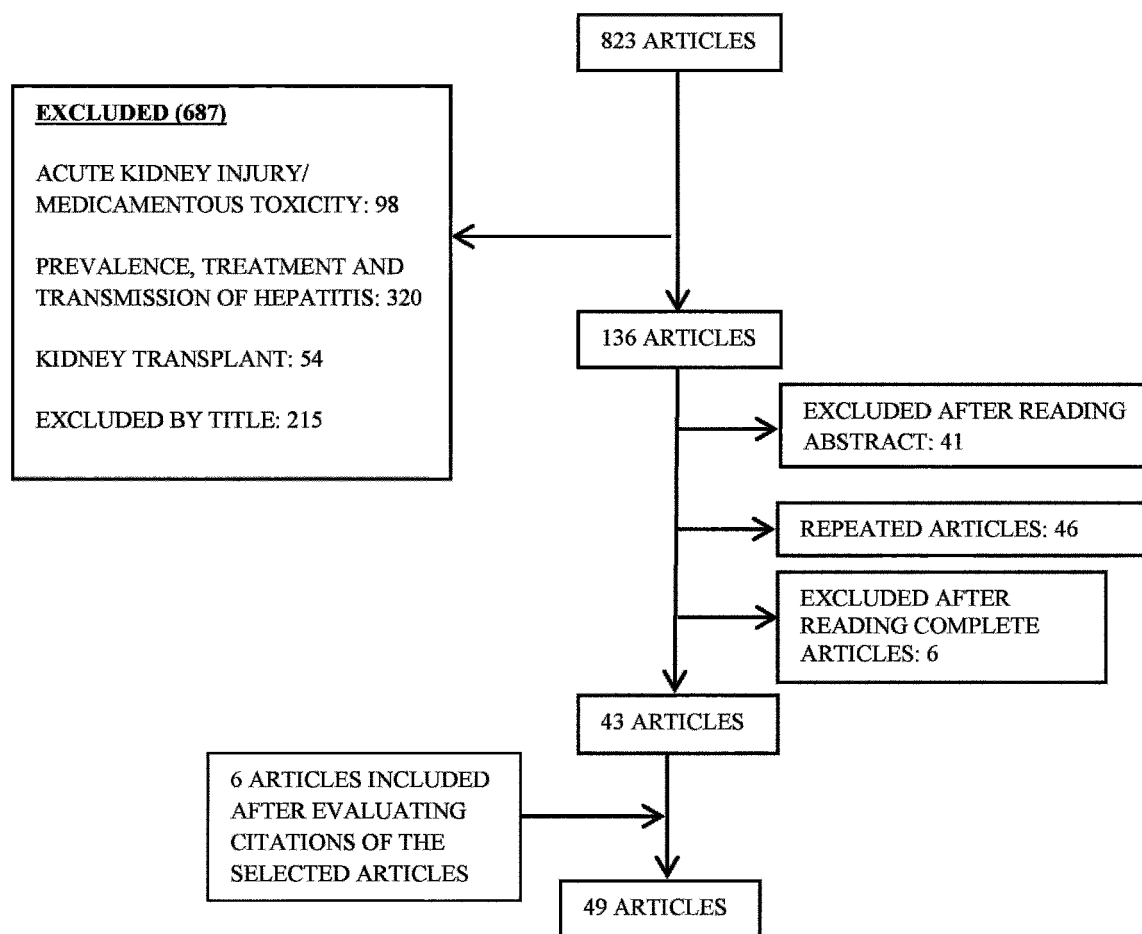 823 ARTICLES
EXCLUDED (687)
ACUTE KIDNEY INJURY/
MEDICAMENTOUS TOXICITY: 98
PREVALENCE, TREATMENT AND
TRANSMISSION OF HEPATITIS: 320
KIDNEY TRANSPLANT: 54
EXCLUDED BY TITLE: 215
136 ARTICLES
EXCLUDED AFTER READING
ABSTRACT: 41
REPEATED ARTICLES: 46
EXCLUDED AFTER
READING COMPLETE
ARTICLES: 6
43 ARTICLES
6 ARTICLES INCLUDED
AFTER EVALUATING
CITATIONS OF THE
SELECTED ARTICLES
49 ARTICLES